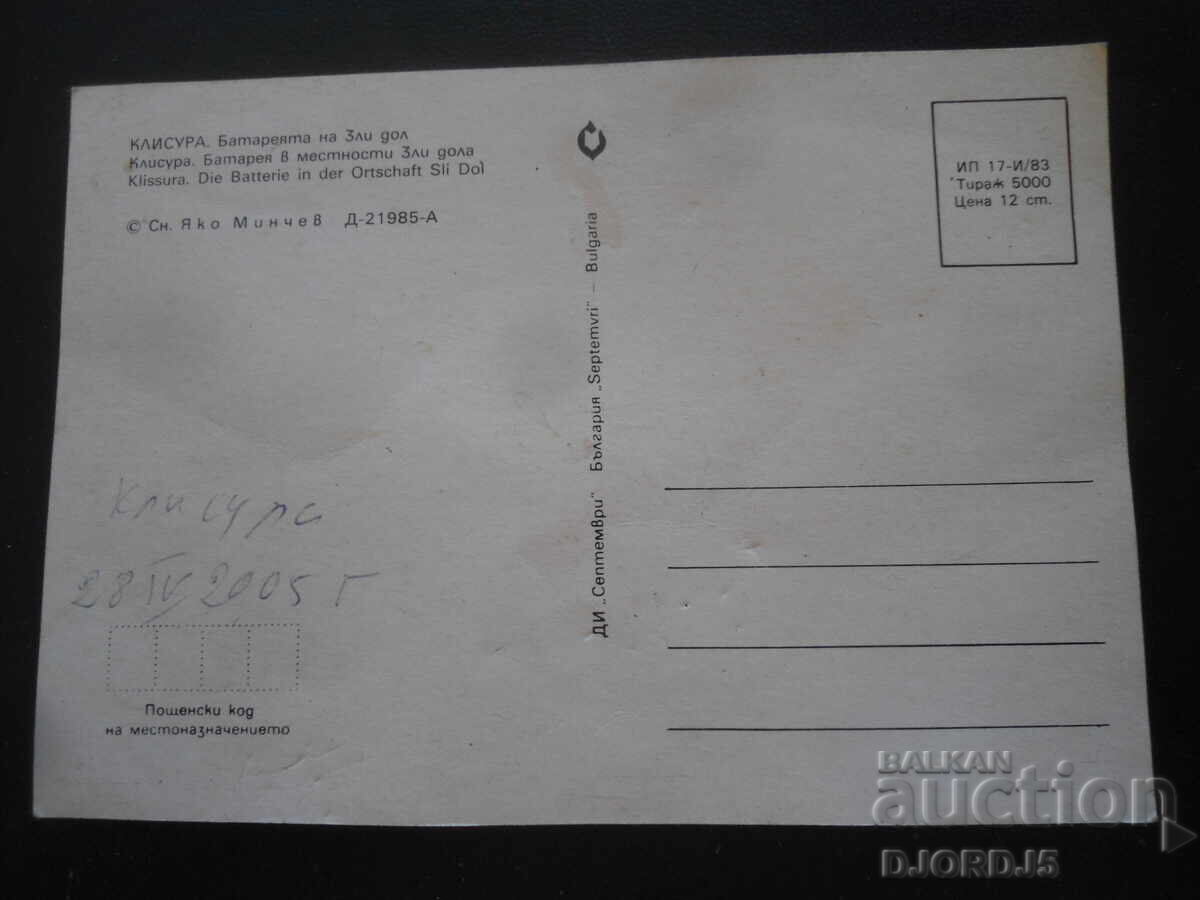 КЛИСУРА. Батареята на Зли дол
Клисура. Батарея в местности Зли дола
Klissura. Die Batterie in der Ortschaft Sli Dol
© Сн. Яко Минчев Д-21985-А
ИП 17-И/83
Тираж 5000
Цена 12 ст.
ДИ „Септември" България „Septemvri" – Bulgaria
Клисура
28 IV 2005 г
Пощенски код
на местоназначението
BALKAN
auction
DJORDJ5